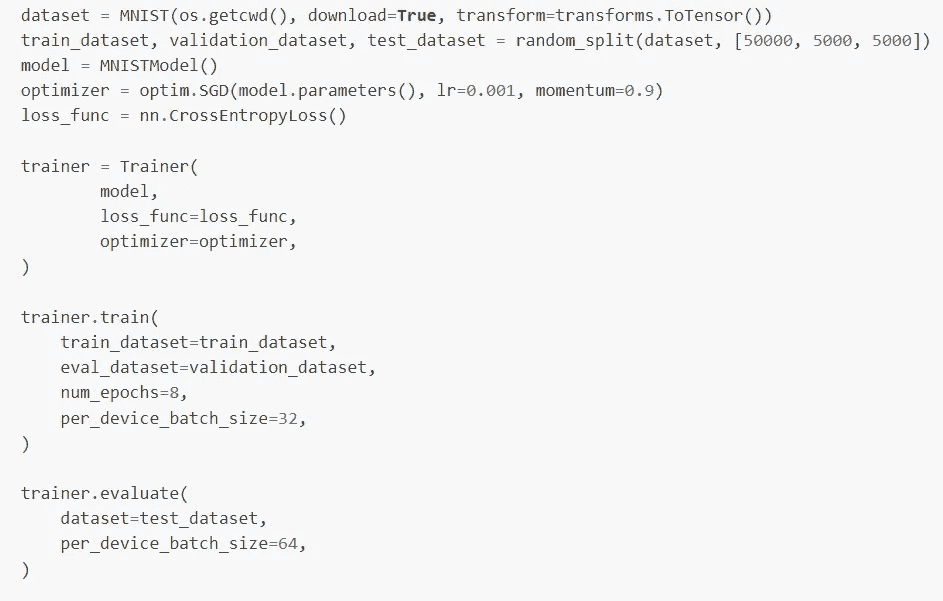 dataset = MNIST(os.getcwd(), download=True, transform=transforms.ToTensor())
train_dataset, validation_dataset, test_dataset = random_split(dataset, [50000, 5000, 5000])
model = MNISTModel()
optimizer = optim.SGD(model.parameters(), lr=0.001, momentum=0.9)
loss_func = nn.CrossEntropyLoss()

trainer = Trainer(
        model,
        loss_func=loss_func,
        optimizer=optimizer,
)

trainer.train(
    train_dataset=train_dataset,
    eval_dataset=validation_dataset,
    num_epochs=8,
    per_device_batch_size=32,
)

trainer.evaluate(
    dataset=test_dataset,
    per_device_batch_size=64,
)